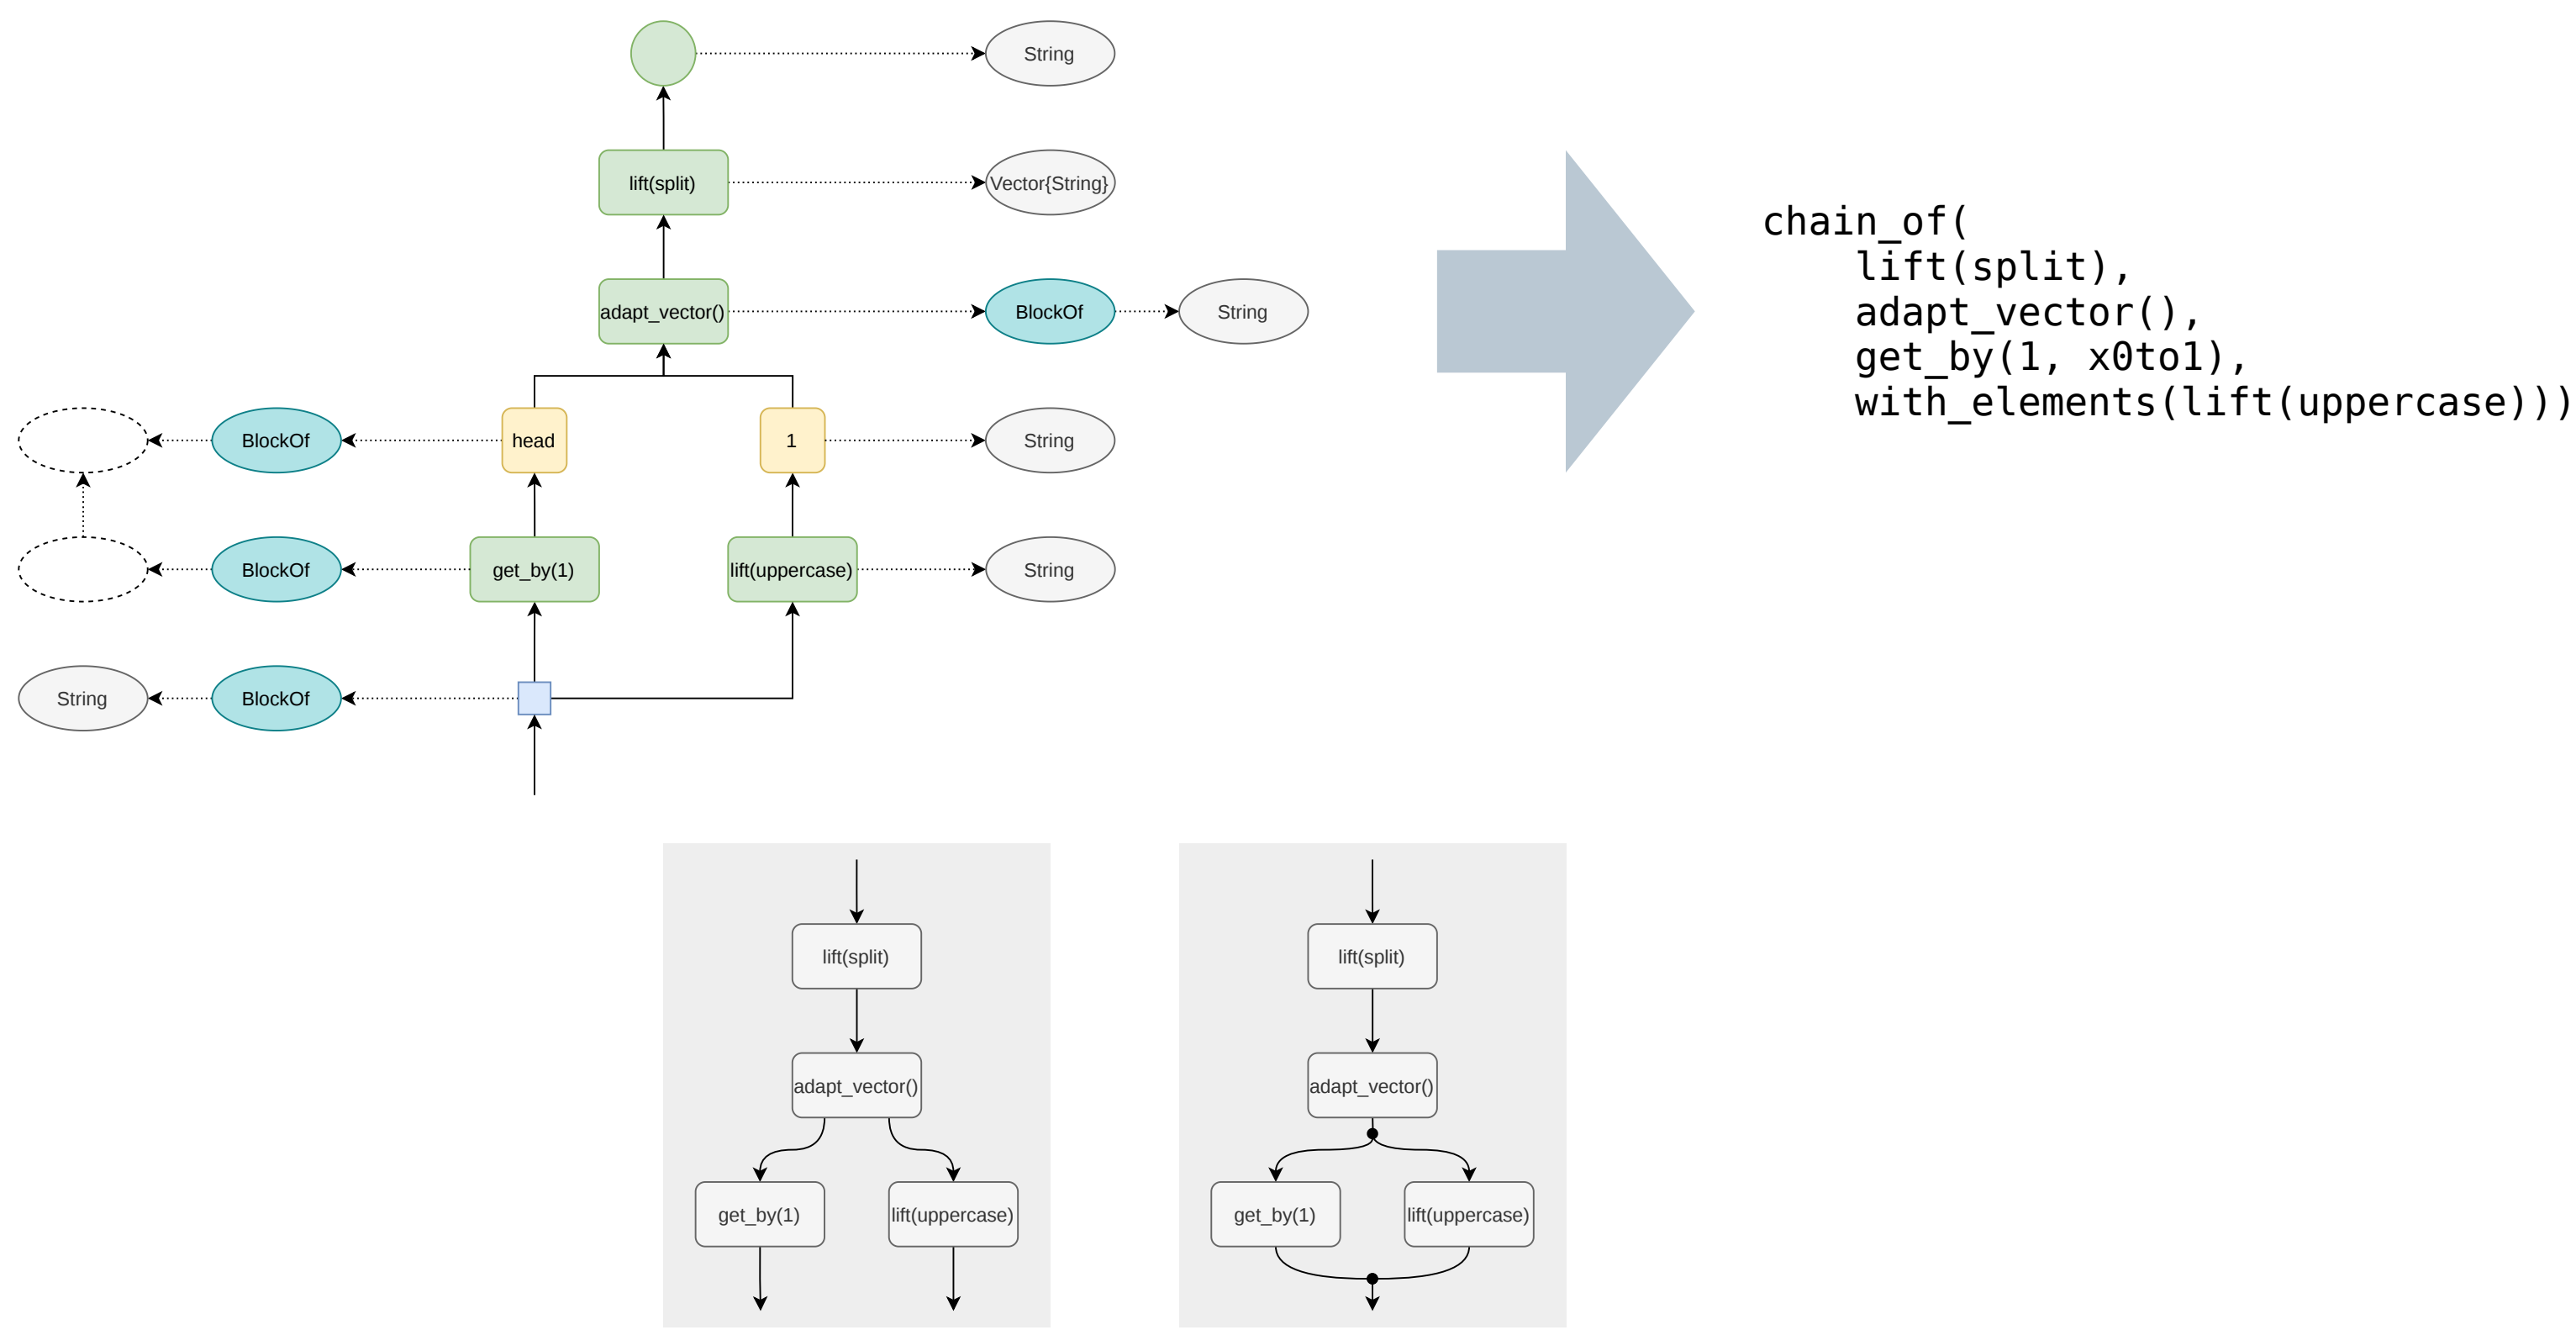 String
lift(split)
Vector{String}
adapt_vector()
BlockOf
String
BlockOf
head
1
String
BlockOf
get_by(1)
lift(uppercase)
String
String
BlockOf
chain_of(
lift(split),
adapt_vector(),
get_by(1, x0to1),
with_elements(lift(uppercase)))
lift(split)
adapt_vector()
get_by(1)
lift(uppercase)
lift(split)
adapt_vector()
get_by(1)
lift(uppercase)